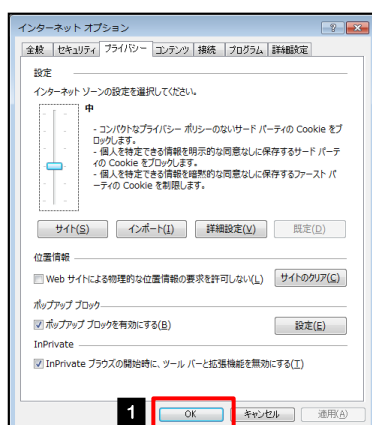 インターネット オプション
全般 セキュリティ プライバシー コンテンツ 接続 プログラム 詳細設定
設定
インターネット ゾーンの設定を選択してください。
中
- コンパクトなプライバシー ポリシーのないサード パーティの Cookie をブ
ロックします。
- 個人を特定できる情報を明示的な同意なしに保存するサード パーテ
ィの Cookie をブロックします。
- 個人を特定できる情報を暗黙的な同意なしに保存するファースト パ
ーティの Cookie を制限します。
サイト(S) インポート(I) 詳細設定(V) 既定(D)
位置情報
Web サイトによる物理的な位置情報の要求を許可しない(L) サイトのクリア(C)
ポップアップ ブロック
ポップアップ ブロックを有効にする(B) 設定(E)
InPrivate
InPrivate ブラウズの開始時に、ツール バーと拡張機能を無効にする(T)
1 OK キャンセル 適用(A)